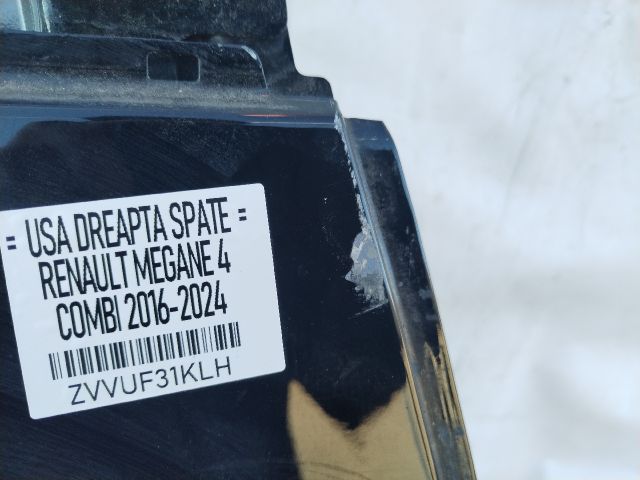 = USA DREAPTA SPATE =
RENAULT MEGANE 4
COMBI 2016-2024
ZVVUF31KLH